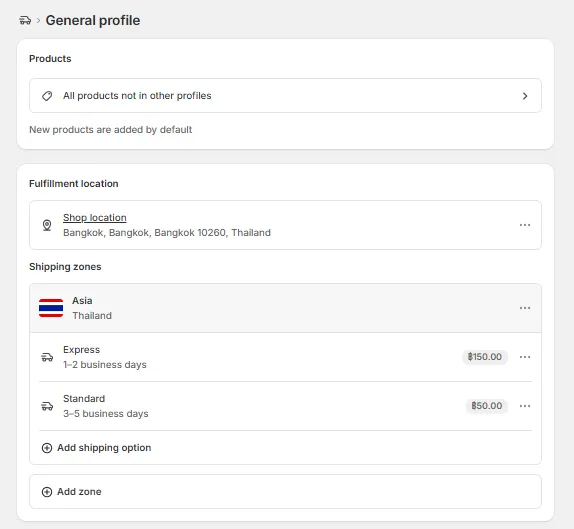 General profile
Products
All products not in other profiles
New products are added by default
Fulfillment location
Shop location
Bangkok, Bangkok, Bangkok 10260, Thailand
Shipping zones
Asia
Thailand
Express
1–2 business days
฿150.00
Standard
3–5 business days
฿50.00
Add shipping option
Add zone